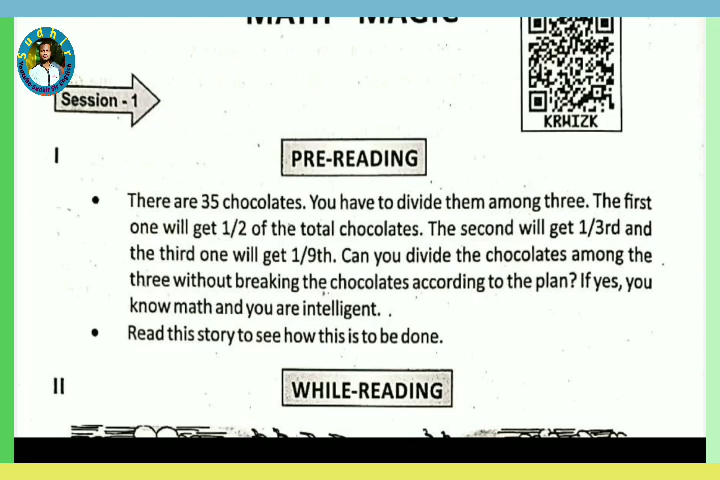 MATH MAGIC
Sudhir
Session - 1
KRWIZK
I
PRE-READING
• There are 35 chocolates. You have to divide them among three. The first
one will get 1/2 of the total chocolates. The second will get 1/3rd and
the third one will get 1/9th. Can you divide the chocolates among the
three without breaking the chocolates according to the plan? If yes, you
know math and you are intelligent. .
• Read this story to see how this is to be done.
II
WHILE-READING